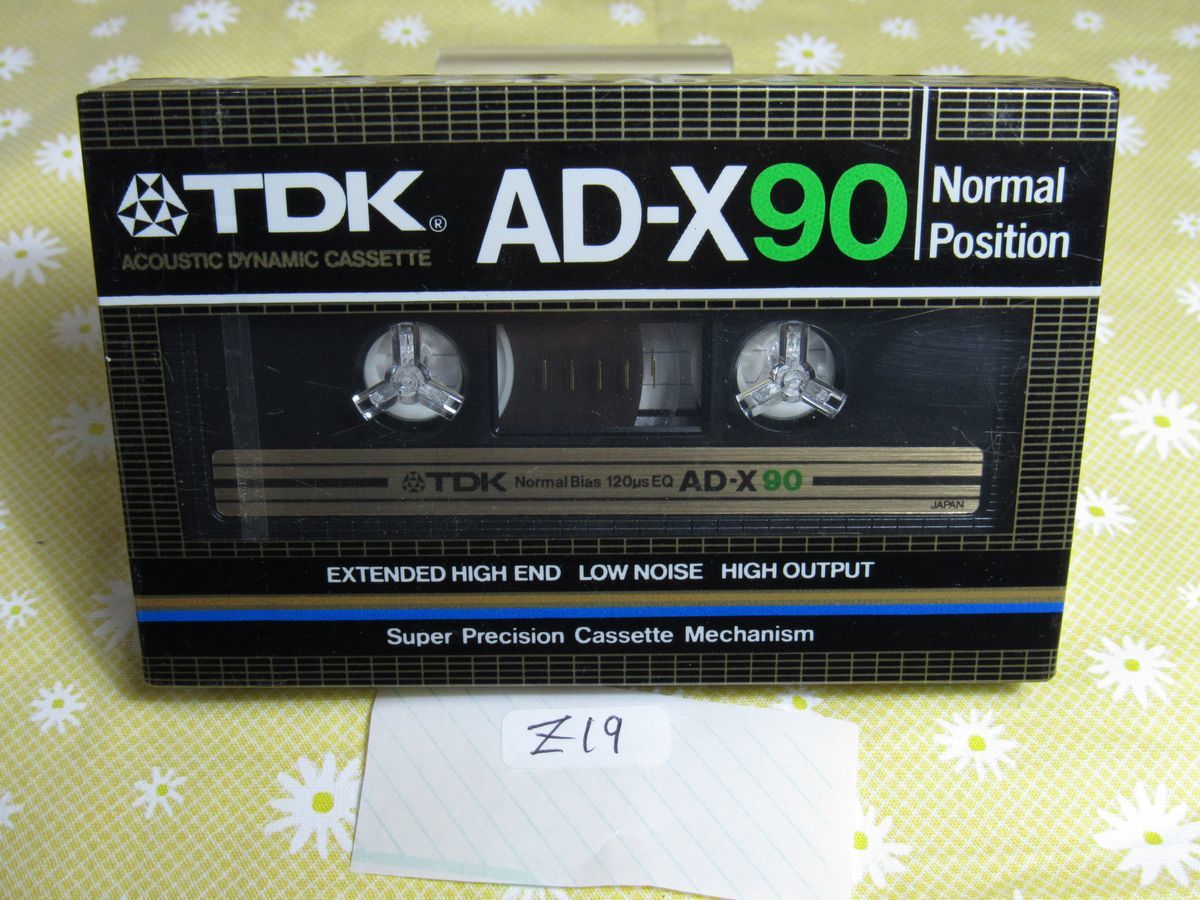 TDK® AD-X90 Normal Position
ACOUSTIC DYNAMIC CASSETTE
TDK Normal Bias 120µs EQ AD-X 90
JAPAN
EXTENDED HIGH END LOW NOISE HIGH OUTPUT
Super Precision Cassette Mechanism
Z19